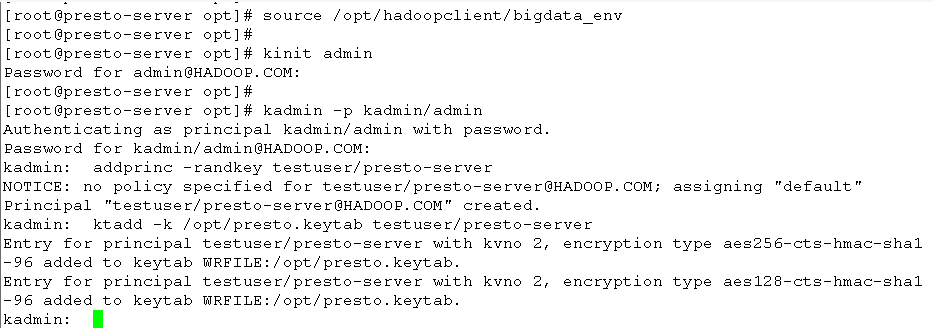 [root@presto-server opt]# source /opt/hadoopclient/bigdata_env
[root@presto-server opt]#
[root@presto-server opt]# kinit admin
Password for admin@HADOOP.COM:
[root@presto-server opt]#
[root@presto-server opt]# kadmin -p kadmin/admin
Authenticating as principal kadmin/admin with password.
Password for kadmin/admin@HADOOP.COM:
kadmin:  addprinc -randkey testuser/presto-server
NOTICE: no policy specified for testuser/presto-server@HADOOP.COM; assigning "default"
Principal "testuser/presto-server@HADOOP.COM" created.
kadmin:  ktadd -k /opt/presto.keytab testuser/presto-server
Entry for principal testuser/presto-server with kvno 2, encryption type aes256-cts-hmac-sha1
-96 added to keytab WRFILE:/opt/presto.keytab.
Entry for principal testuser/presto-server with kvno 2, encryption type aes128-cts-hmac-sha1
-96 added to keytab WRFILE:/opt/presto.keytab.
kadmin: